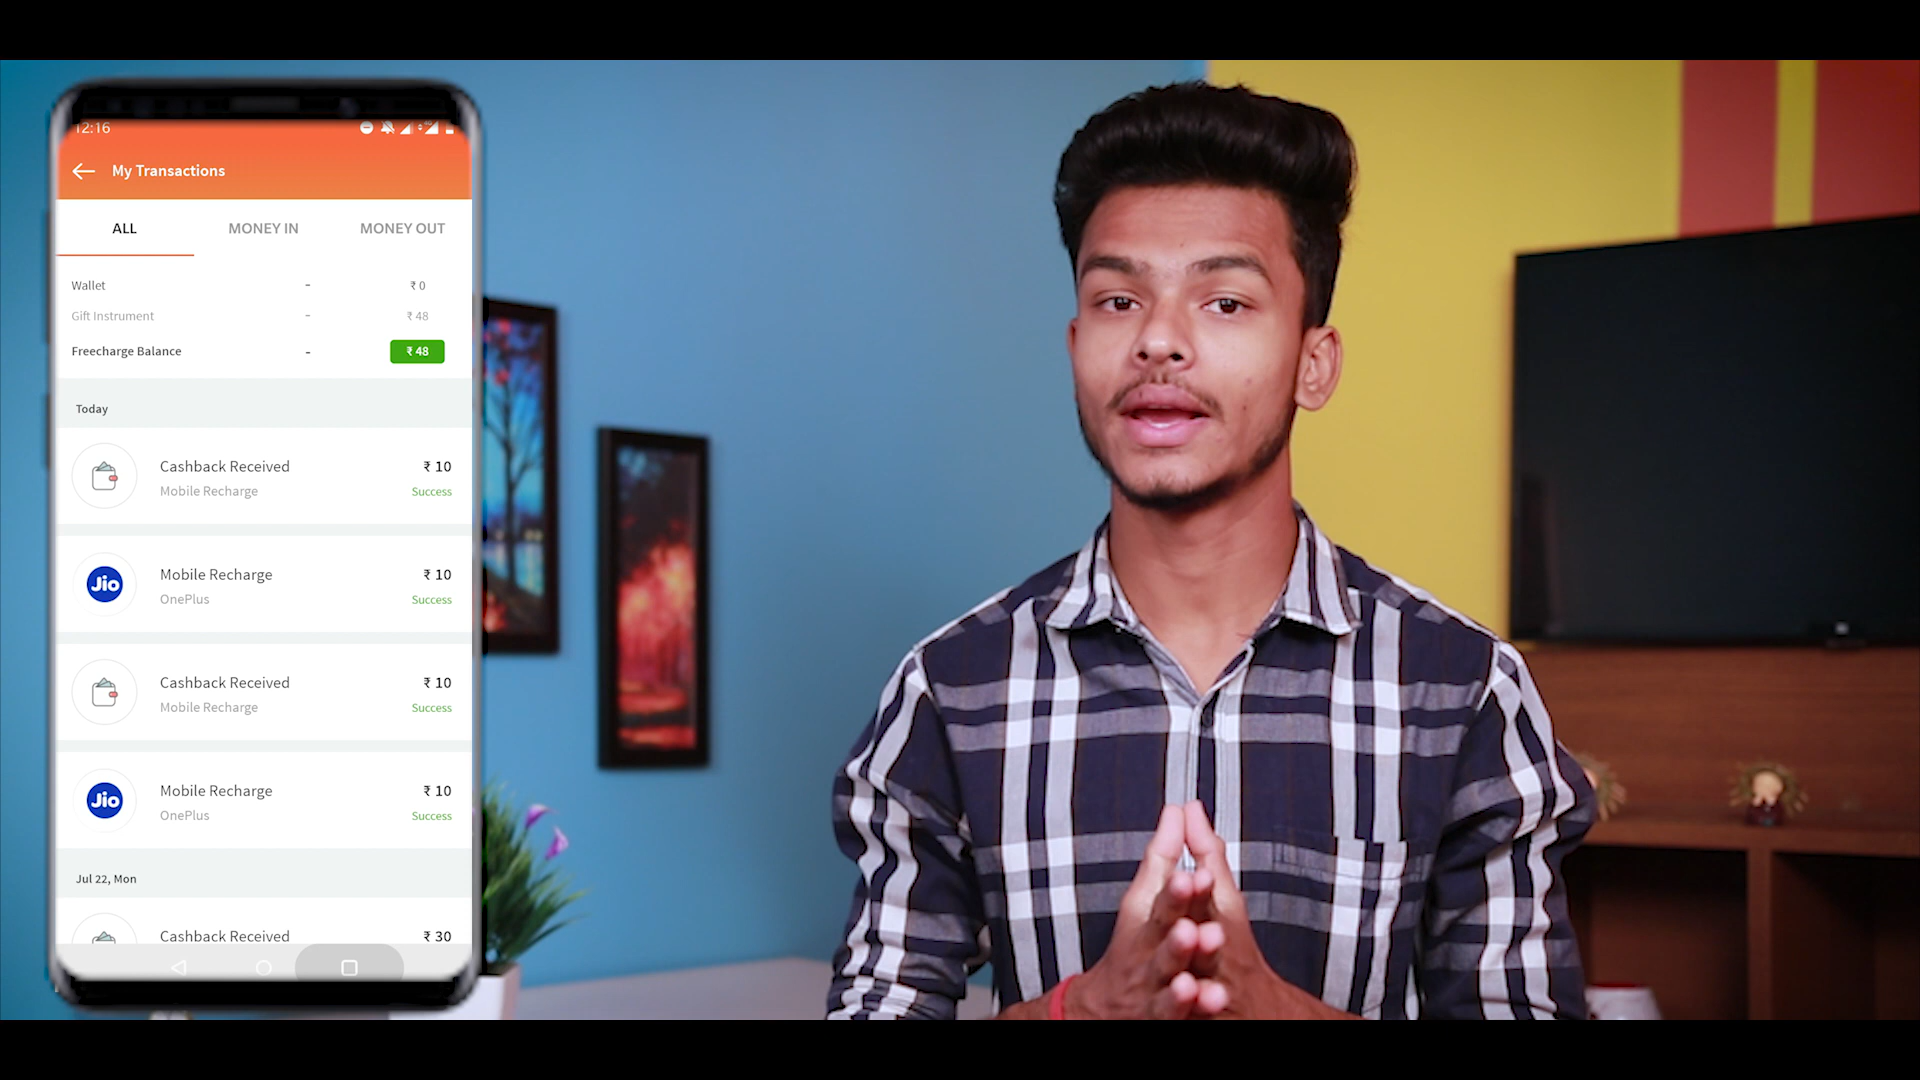 12:16
My Transactions
ALL MONEY IN MONEY OUT
Wallet - ₹ 0
Gift Instrument - ₹ 48
Freecharge Balance - ₹ 48
Today
Cashback Received ₹ 10
Mobile Recharge Success
Jio
Mobile Recharge ₹ 10
OnePlus Success
Cashback Received ₹ 10
Mobile Recharge Success
Jio
Mobile Recharge ₹ 10
OnePlus Success
Jul 22, Mon
Cashback Received ₹ 30